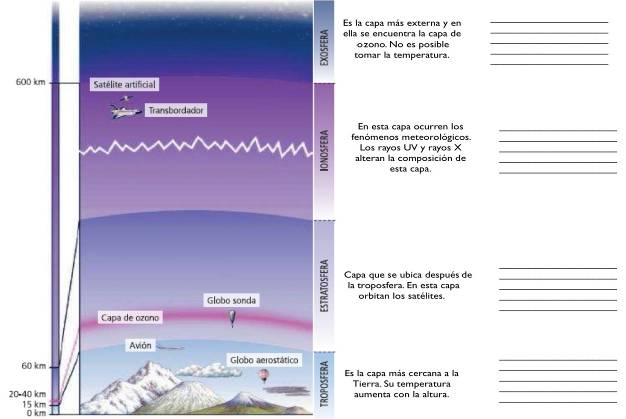 EXOSFERA
Es la capa más externa y en
ella se encuentra la capa de
ozono. No es posible
tomar la temperatura.
600 km
Satélite artificial
Transbordador
IONOSFERA
En esta capa ocurren los
fenómenos meteorológicos.
Los rayos UV y rayos X
alteran la composición de
esta capa.
ESTRATOSFERA
Capa que se ubica después de
la troposfera. En esta capa
orbitan los satélites.
Globo sonda
Capa de ozono
Avión
Globo aerostático
TROPOSFERA
Es la capa más cercana a la
Tierra. Su temperatura
aumenta con la altura.
60 km
20-40 km
15 km
0 km